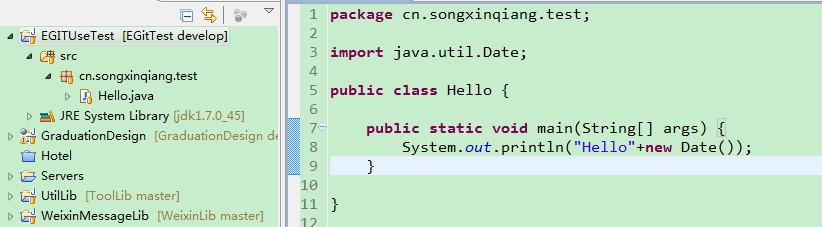 EGITUseTest [EGitTest develop]
src
cn.songxinqiang.test
Hello.java
JRE System Library [jdk1.7.0_45]
GraduationDesign [GraduationDesign de
Hotel
Servers
UtilLib [ToolLib master]
WeixinMessageLib [WeixinLib master]
1 package cn.songxinqiang.test;
2
3 import java.util.Date;
4
5 public class Hello {
6
7 public static void main(String[] args) {
8 System.out.println("Hello"+new Date());
9 }
10
11 }
12